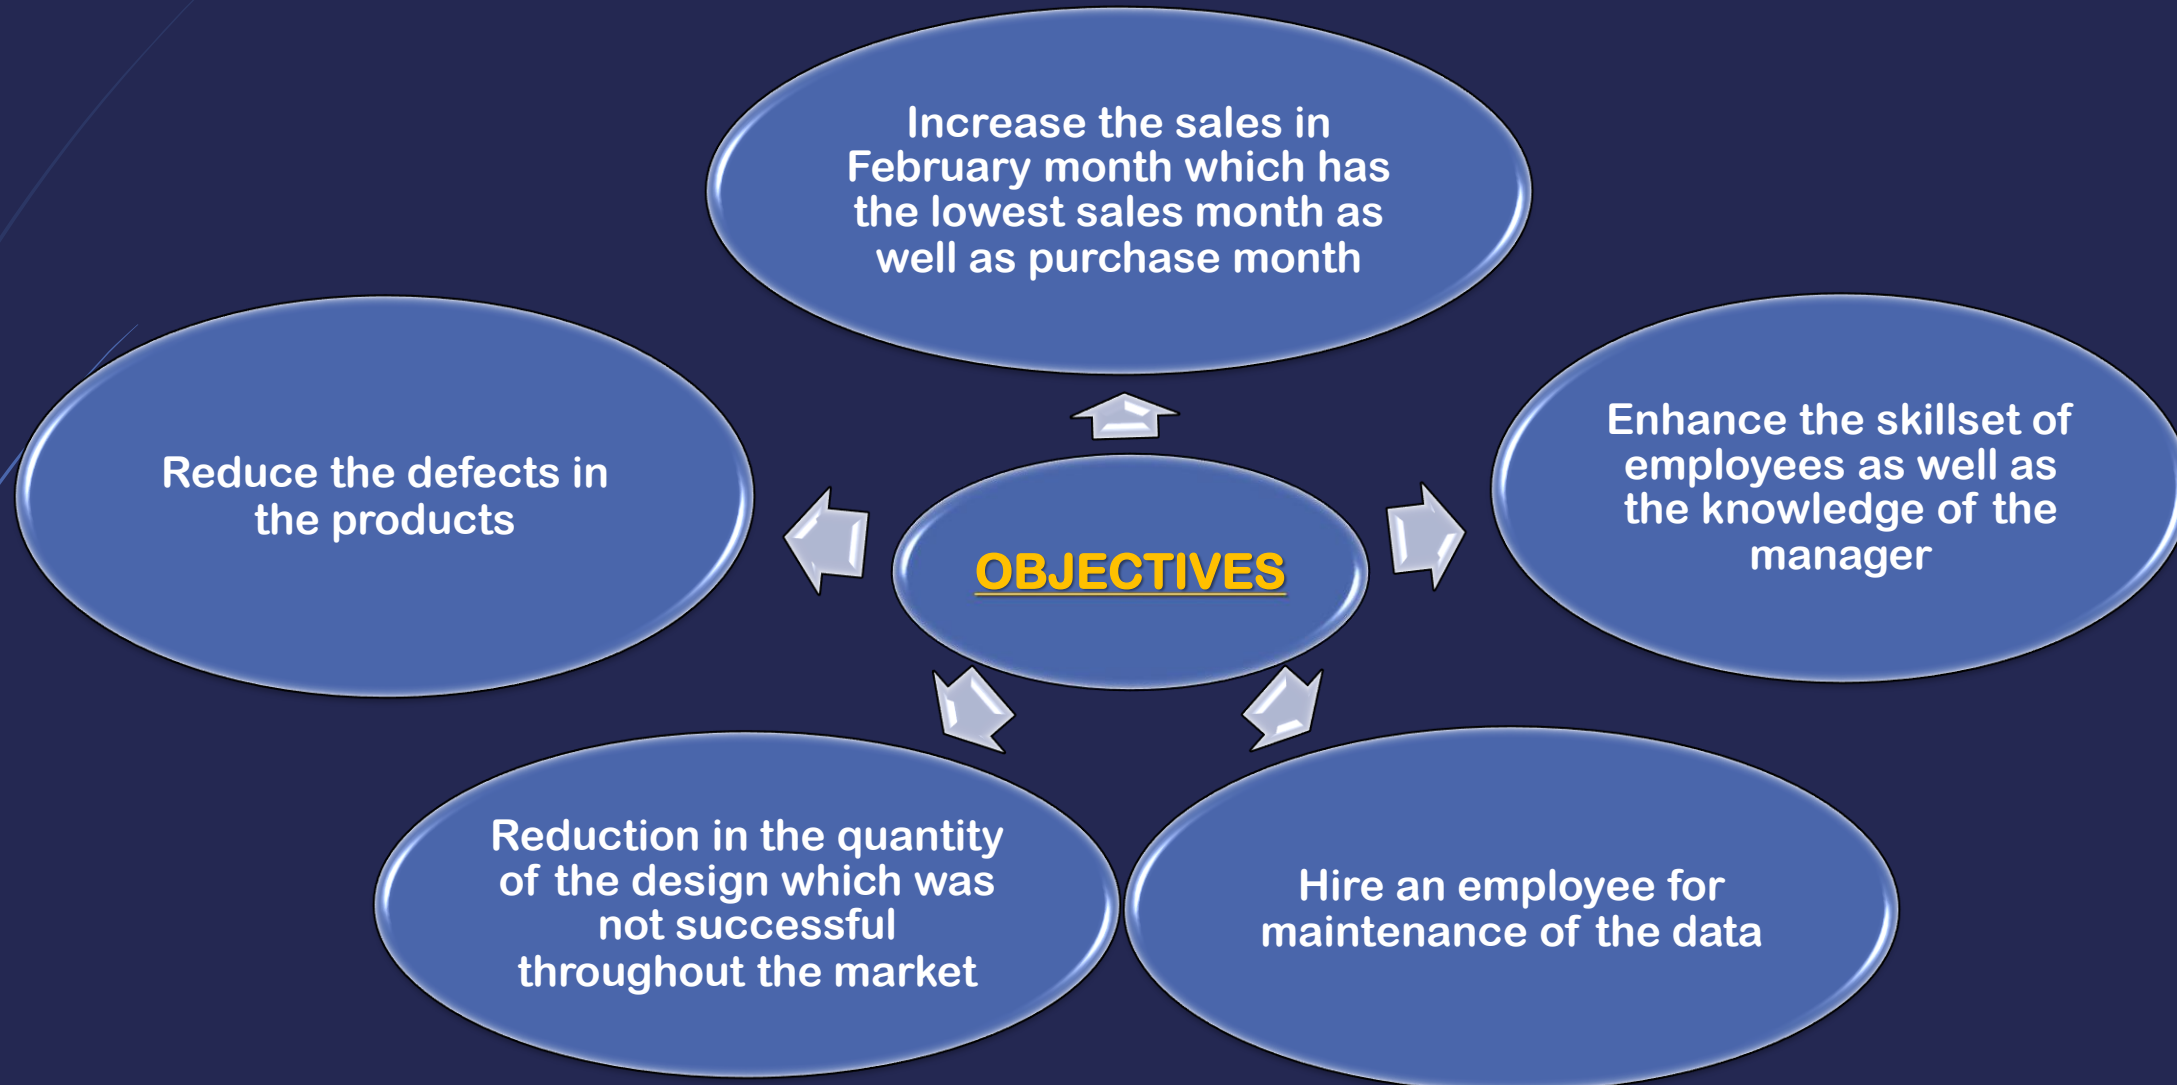 Increase the sales in
February month which has
the lowest sales month as
well as purchase month
Reduce the defects in
the products
OBJECTIVES
Enhance the skillset of
employees as well as
the knowledge of the
manager
Reduction in the quantity
of the design which was
not successful
throughout the market
Hire an employee for
maintenance of the data